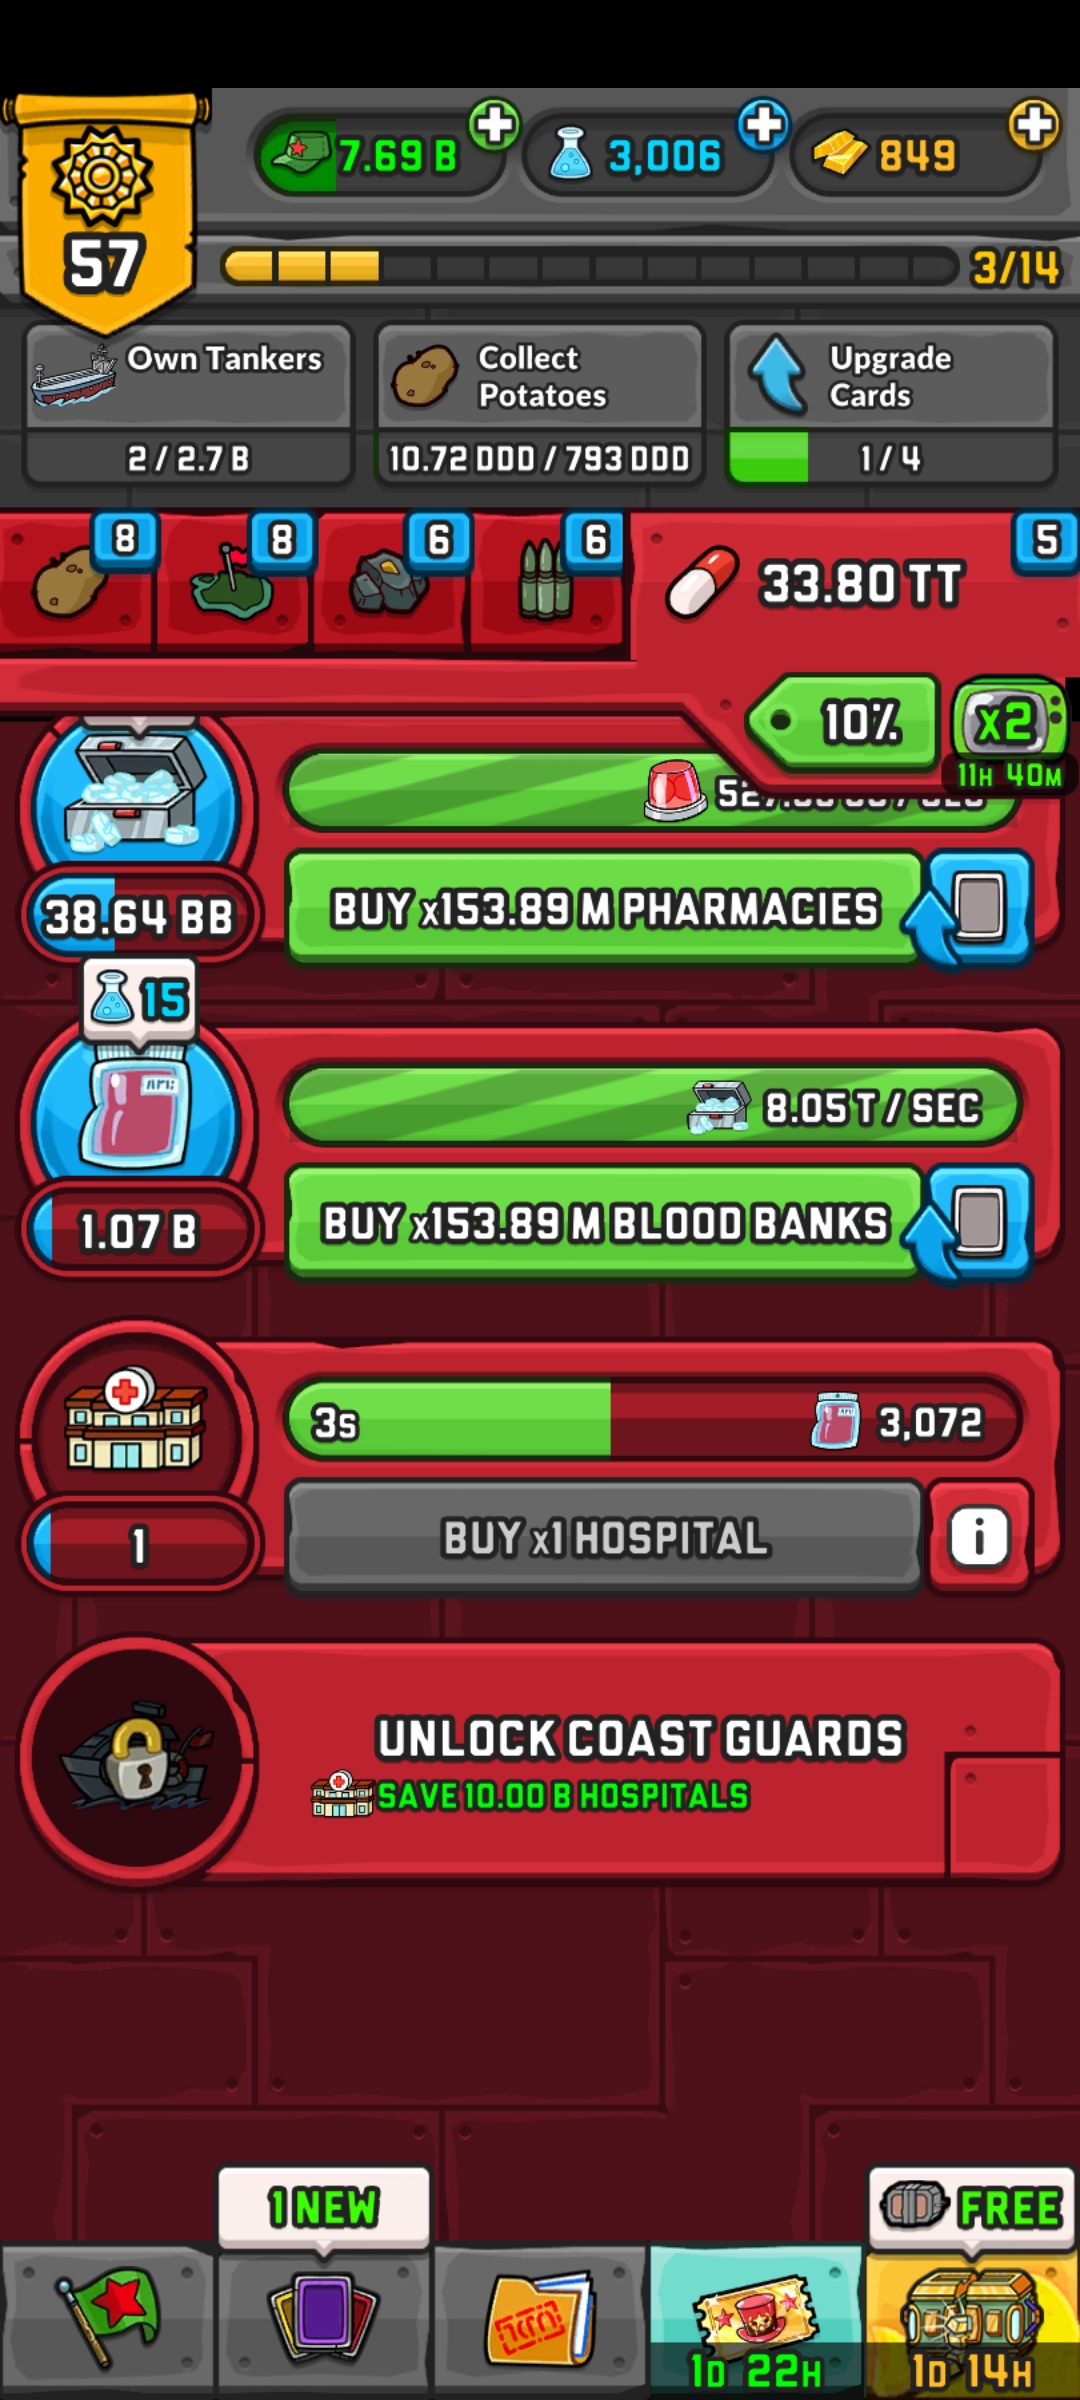 57
7.69 B
3,006
849
3/14
Own Tankers
2 / 2.7 B
Collect
Potatoes
10.72 DDD / 793 DDD
Upgrade
Cards
1 / 4
8
8
6
6
5
33.80 TT
10%
x2
11H 40M
38.64 BB
BUY x153.89 M PHARMACIES
15
8.05 T / SEC
1.07 B
BUY x153.89 M BLOOD BANKS
3s
3,072
1
BUY x1 HOSPITAL
i
UNLOCK COAST GUARDS
SAVE 10.00 B HOSPITALS
1 NEW
FREE
1D 22H
1D 14H